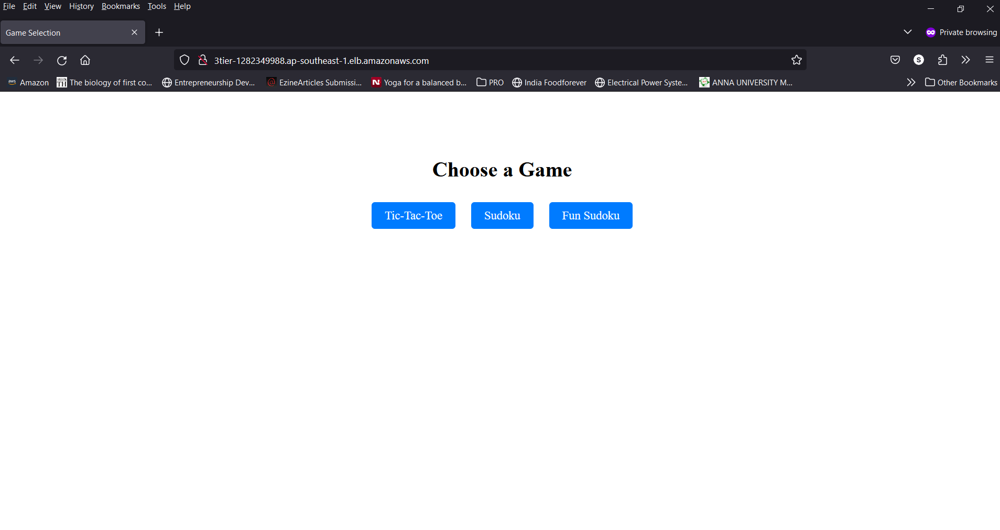 File Edit View History Bookmarks Tools Help
Game Selection
Private browsing
3tier-1282349988.ap-southeast-1.elb.amazonaws.com
S
aws Amazon TH The biology of first co... Entrepreneurship Dev... @ EzineArticles Submissi... N Yoga for a balanced b... PRO India Foodforever Electrical Power Syste... ANNA UNIVERSITY M... Other Bookmarks
Choose a Game
Tic-Tac-Toe Sudoku Fun Sudoku